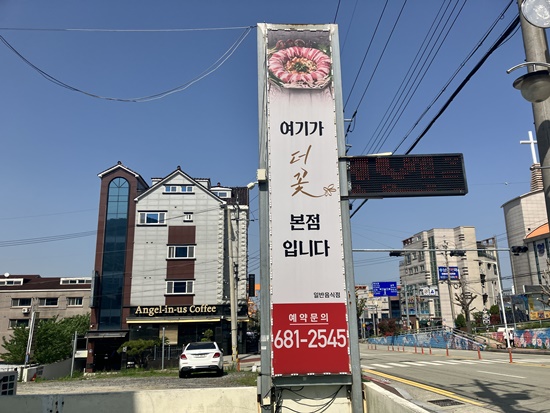 여기가
더
꽃
본점
입니다
일반음식점
예약문의
681-2545
Angel-in-us Coffee